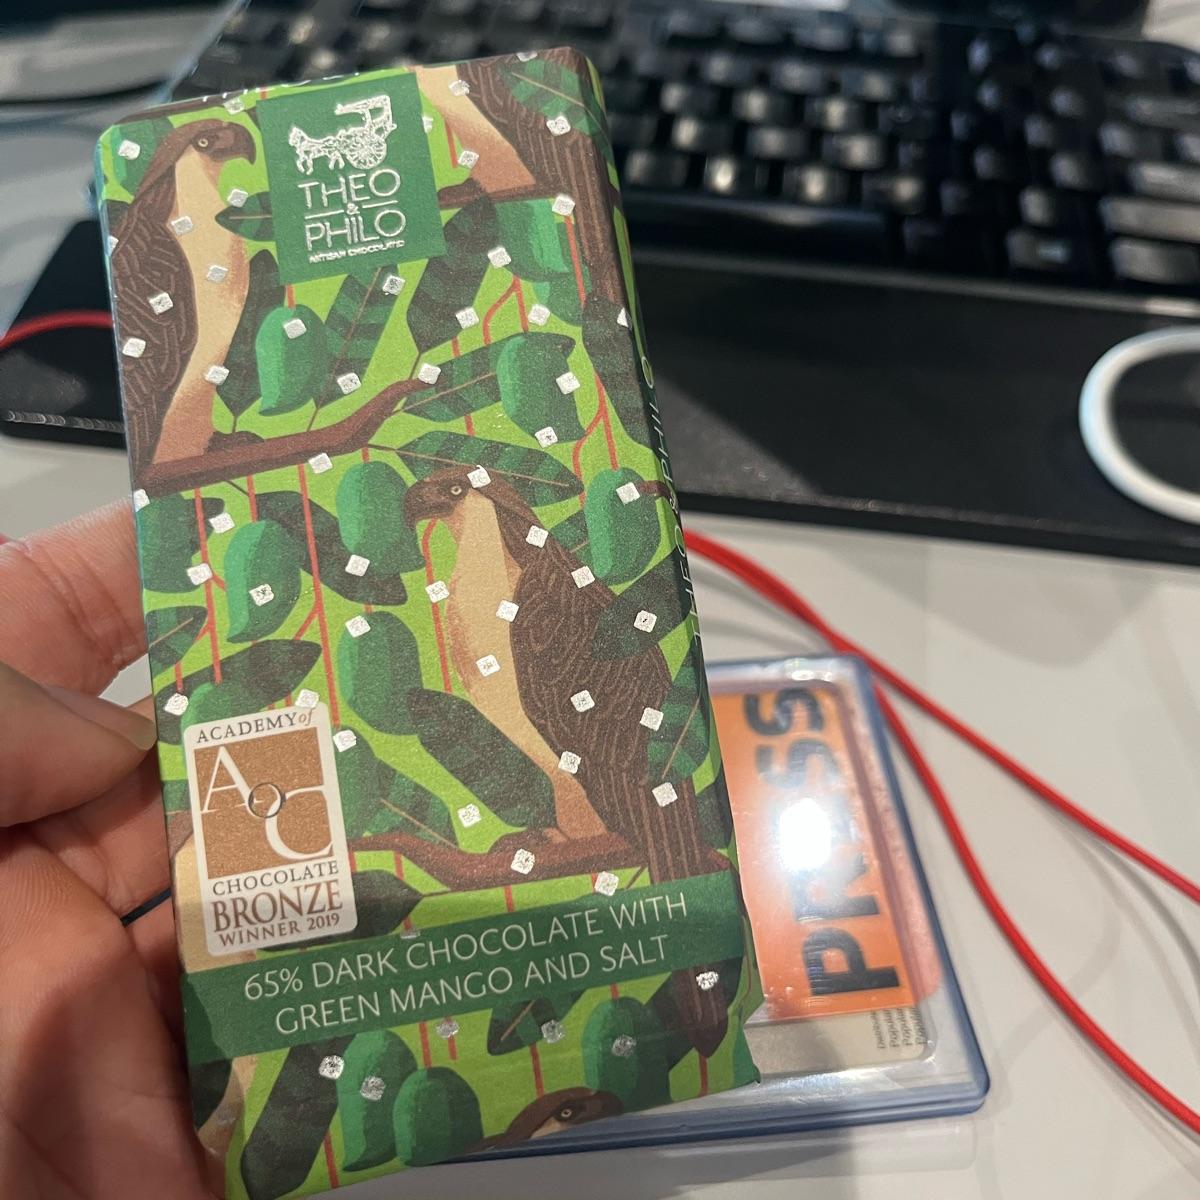 THEO
&
PHILO
ARTISAN CHOCOLATE
THEO & PHILO
ACADEMY of
AoC
CHOCOLATE
BRONZE
WINNER 2019
65% DARK CHOCOLATE WITH
GREEN MANGO AND SALT
PRESS